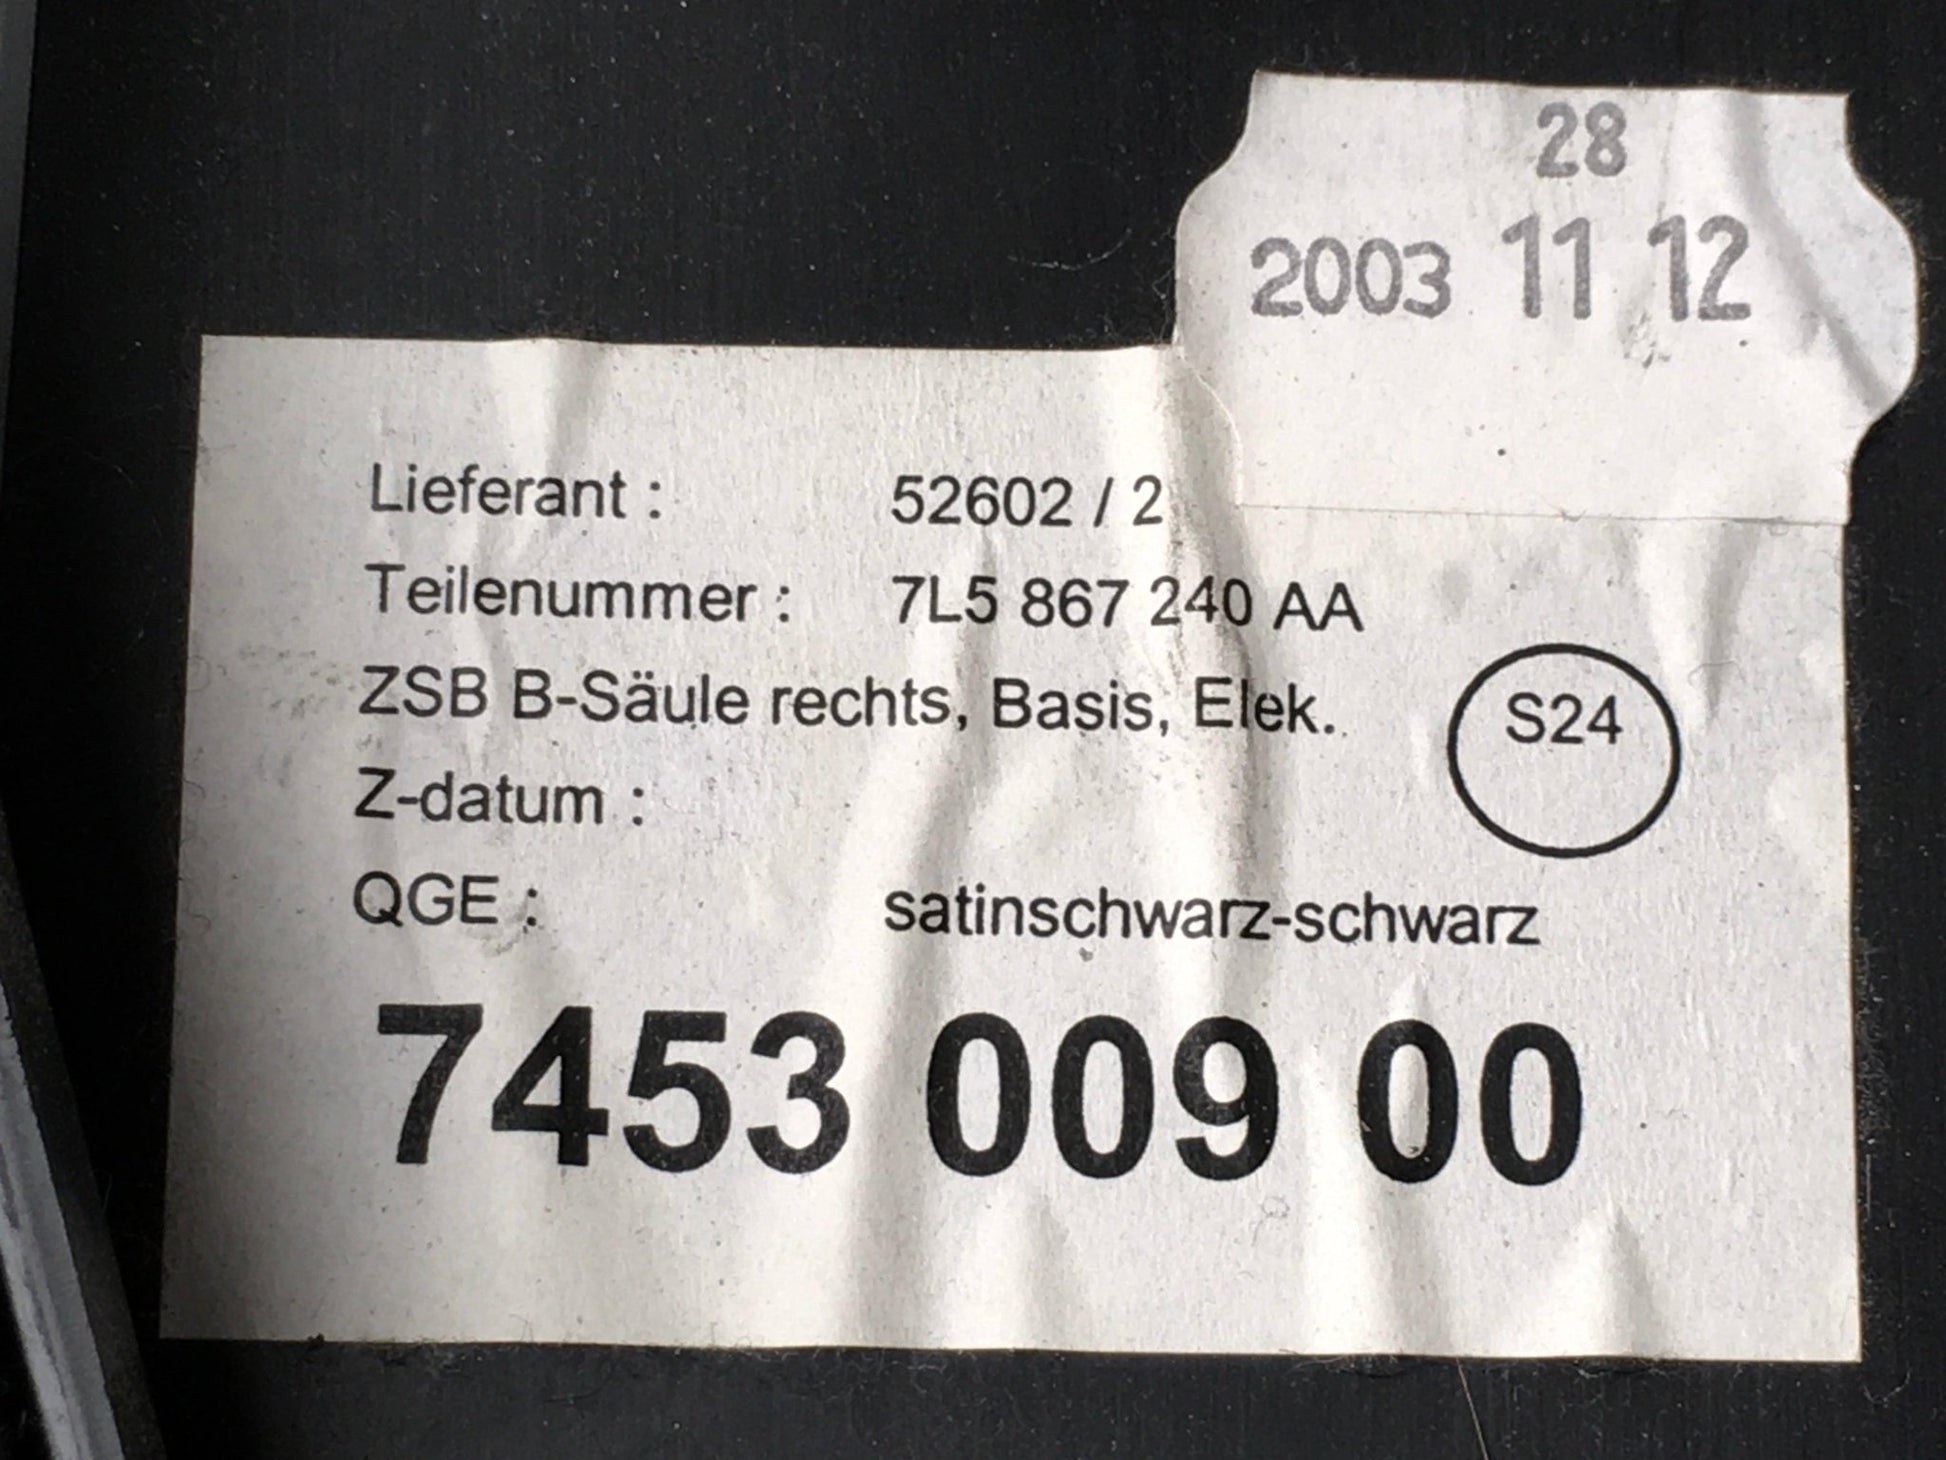 28
2003 11 12
Lieferant : 52602 / 2
Teilenummer : 7L5 867 240 AA
ZSB B-Säule rechts, Basis, Elek.
S24
Z-datum :
QGE : satinschwarz-schwarz
7453 009 00